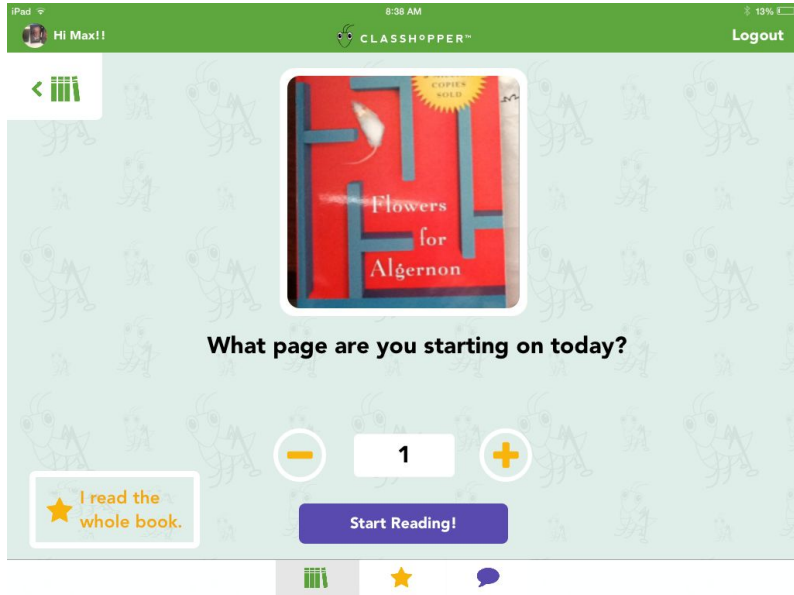 iPad 8:38 AM 13%
Hi Max!! CLASSHOPPER™ Logout
COPIES
SOLD
Flowers
for
Algernon
What page are you starting on today?
1
I read the
whole book.
Start Reading!